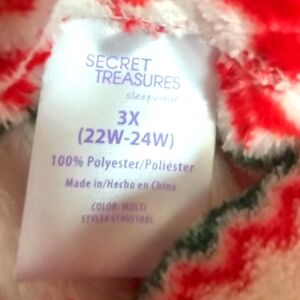 SECRET
TREASURES
sleepwear
3X
(22W-24W)
100% Polyester/Poliéster
Made in/Hecho en China
COLOR: MULTI